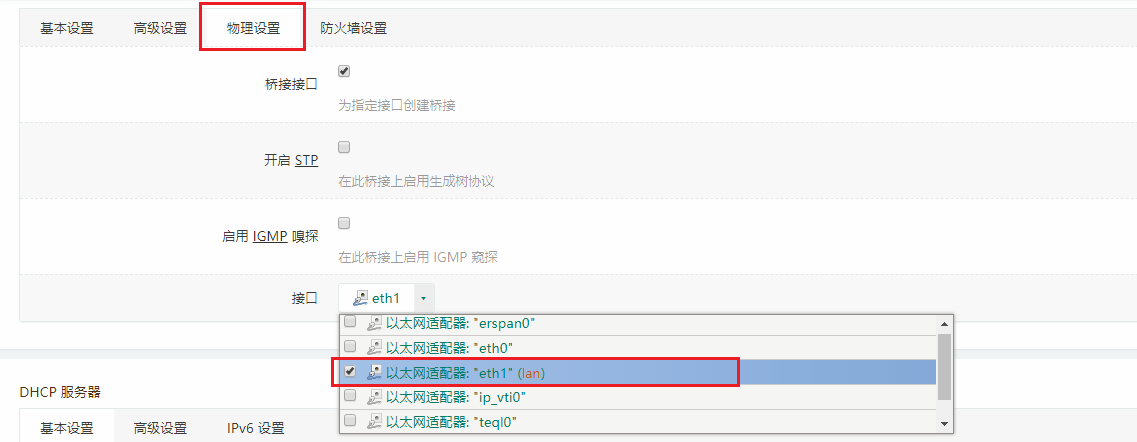 基本设置 高级设置 物理设置 防火墙设置
桥接接口
为指定接口创建桥接
开启 STP
在此桥接上启用生成树协议
启用 IGMP 嗅探
在此桥接上启用 IGMP 窥探
接口 eth1
以太网适配器: "erspan0"
以太网适配器: "eth0"
以太网适配器: "eth1" (lan)
以太网适配器: "ip_vti0"
以太网适配器: "teql0"
DHCP 服务器
基本设置 高级设置 IPv6 设置